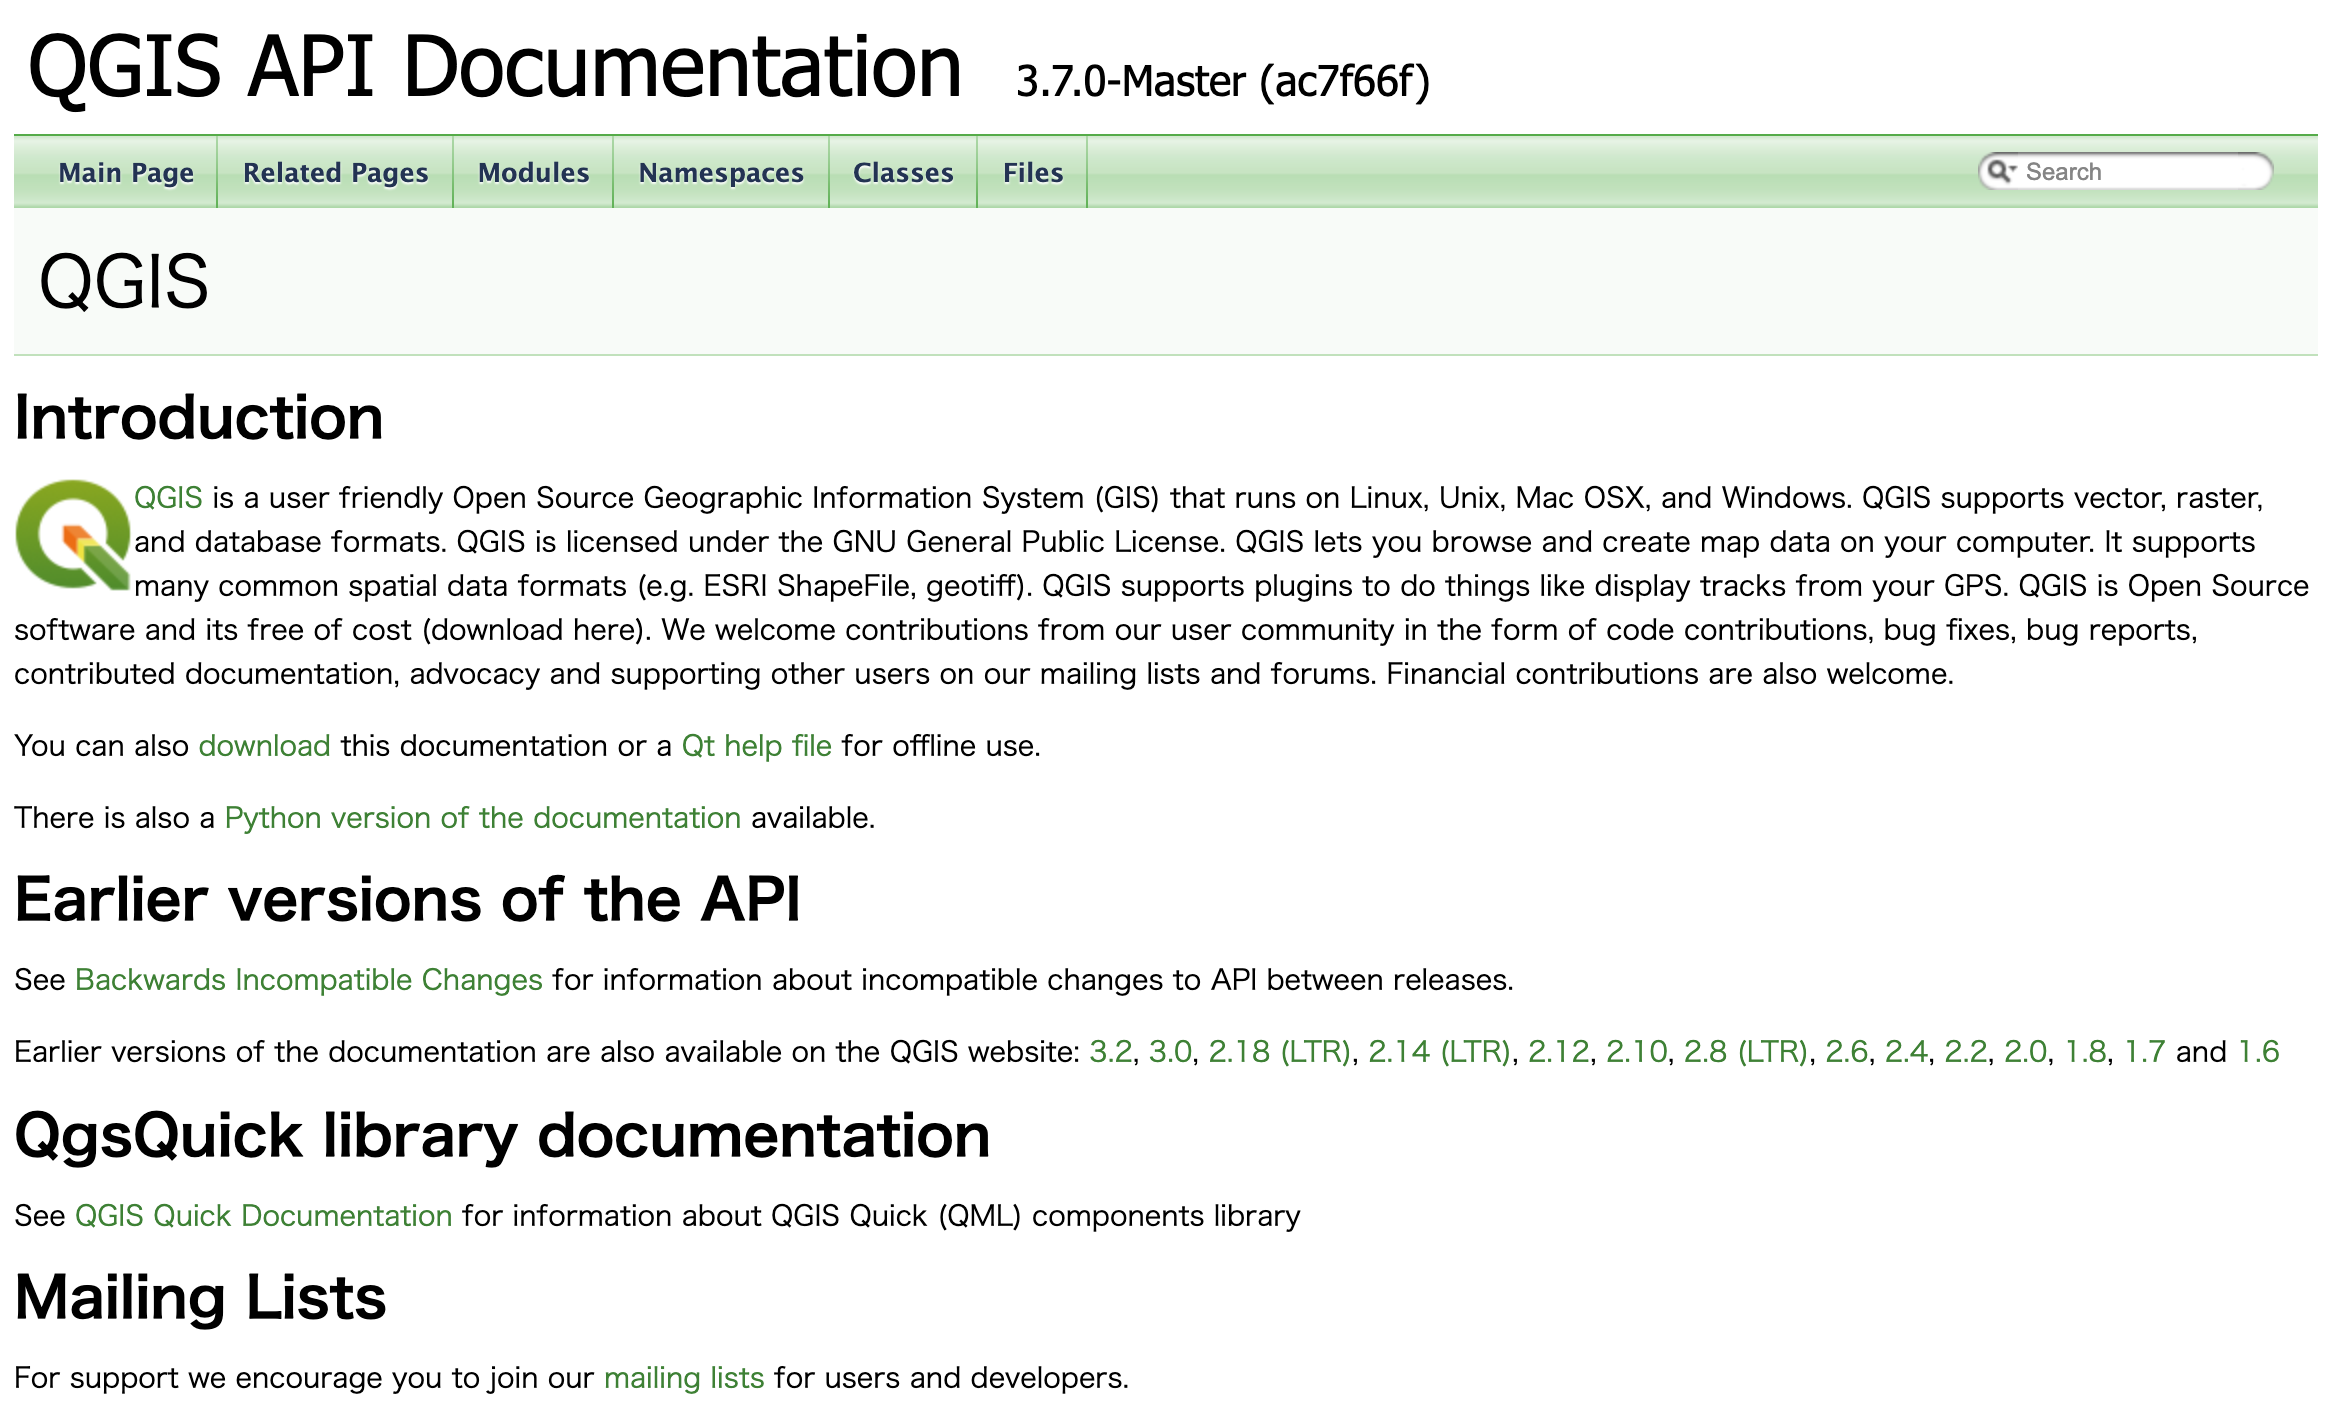 QGIS API Documentation 3.7.0-Master (ac7f66f)
Main Page Related Pages Modules Namespaces Classes Files Search
QGIS
Introduction
QGIS is a user friendly Open Source Geographic Information System (GIS) that runs on Linux, Unix, Mac OSX, and Windows. QGIS supports vector, raster,
and database formats. QGIS is licensed under the GNU General Public License. QGIS lets you browse and create map data on your computer. It supports
many common spatial data formats (e.g. ESRI ShapeFile, geotiff). QGIS supports plugins to do things like display tracks from your GPS. QGIS is Open Source
software and its free of cost (download here). We welcome contributions from our user community in the form of code contributions, bug fixes, bug reports,
contributed documentation, advocacy and supporting other users on our mailing lists and forums. Financial contributions are also welcome.
You can also download this documentation or a Qt help file for offline use.
There is also a Python version of the documentation available.
Earlier versions of the API
See Backwards Incompatible Changes for information about incompatible changes to API between releases.
Earlier versions of the documentation are also available on the QGIS website: 3.2, 3.0, 2.18 (LTR), 2.14 (LTR), 2.12, 2.10, 2.8 (LTR), 2.6, 2.4, 2.2, 2.0, 1.8, 1.7 and 1.6
QgsQuick library documentation
See QGIS Quick Documentation for information about QGIS Quick (QML) components library
Mailing Lists
For support we encourage you to join our mailing lists for users and developers.